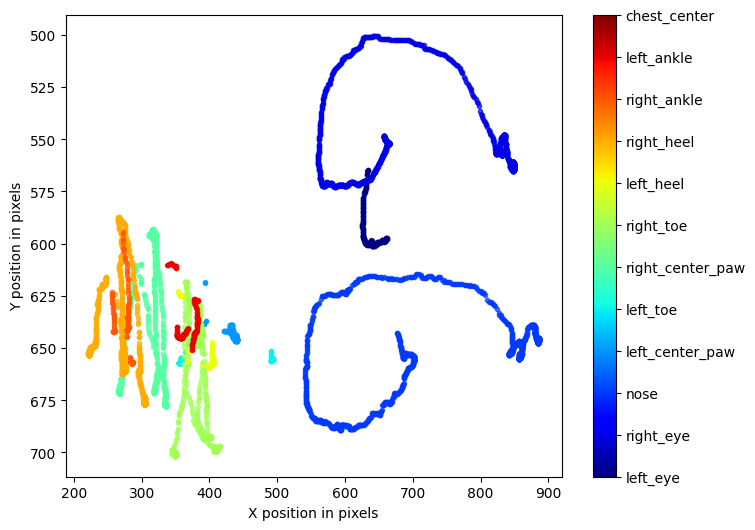 500
525
550
575
600
625
650
675
700
Y position in pixels
200
300
400
500
600
700
800
900
X position in pixels
chest_center
left_ankle
right_ankle
right_heel
left_heel
right_toe
right_center_paw
left_toe
left_center_paw
nose
right_eye
left_eye